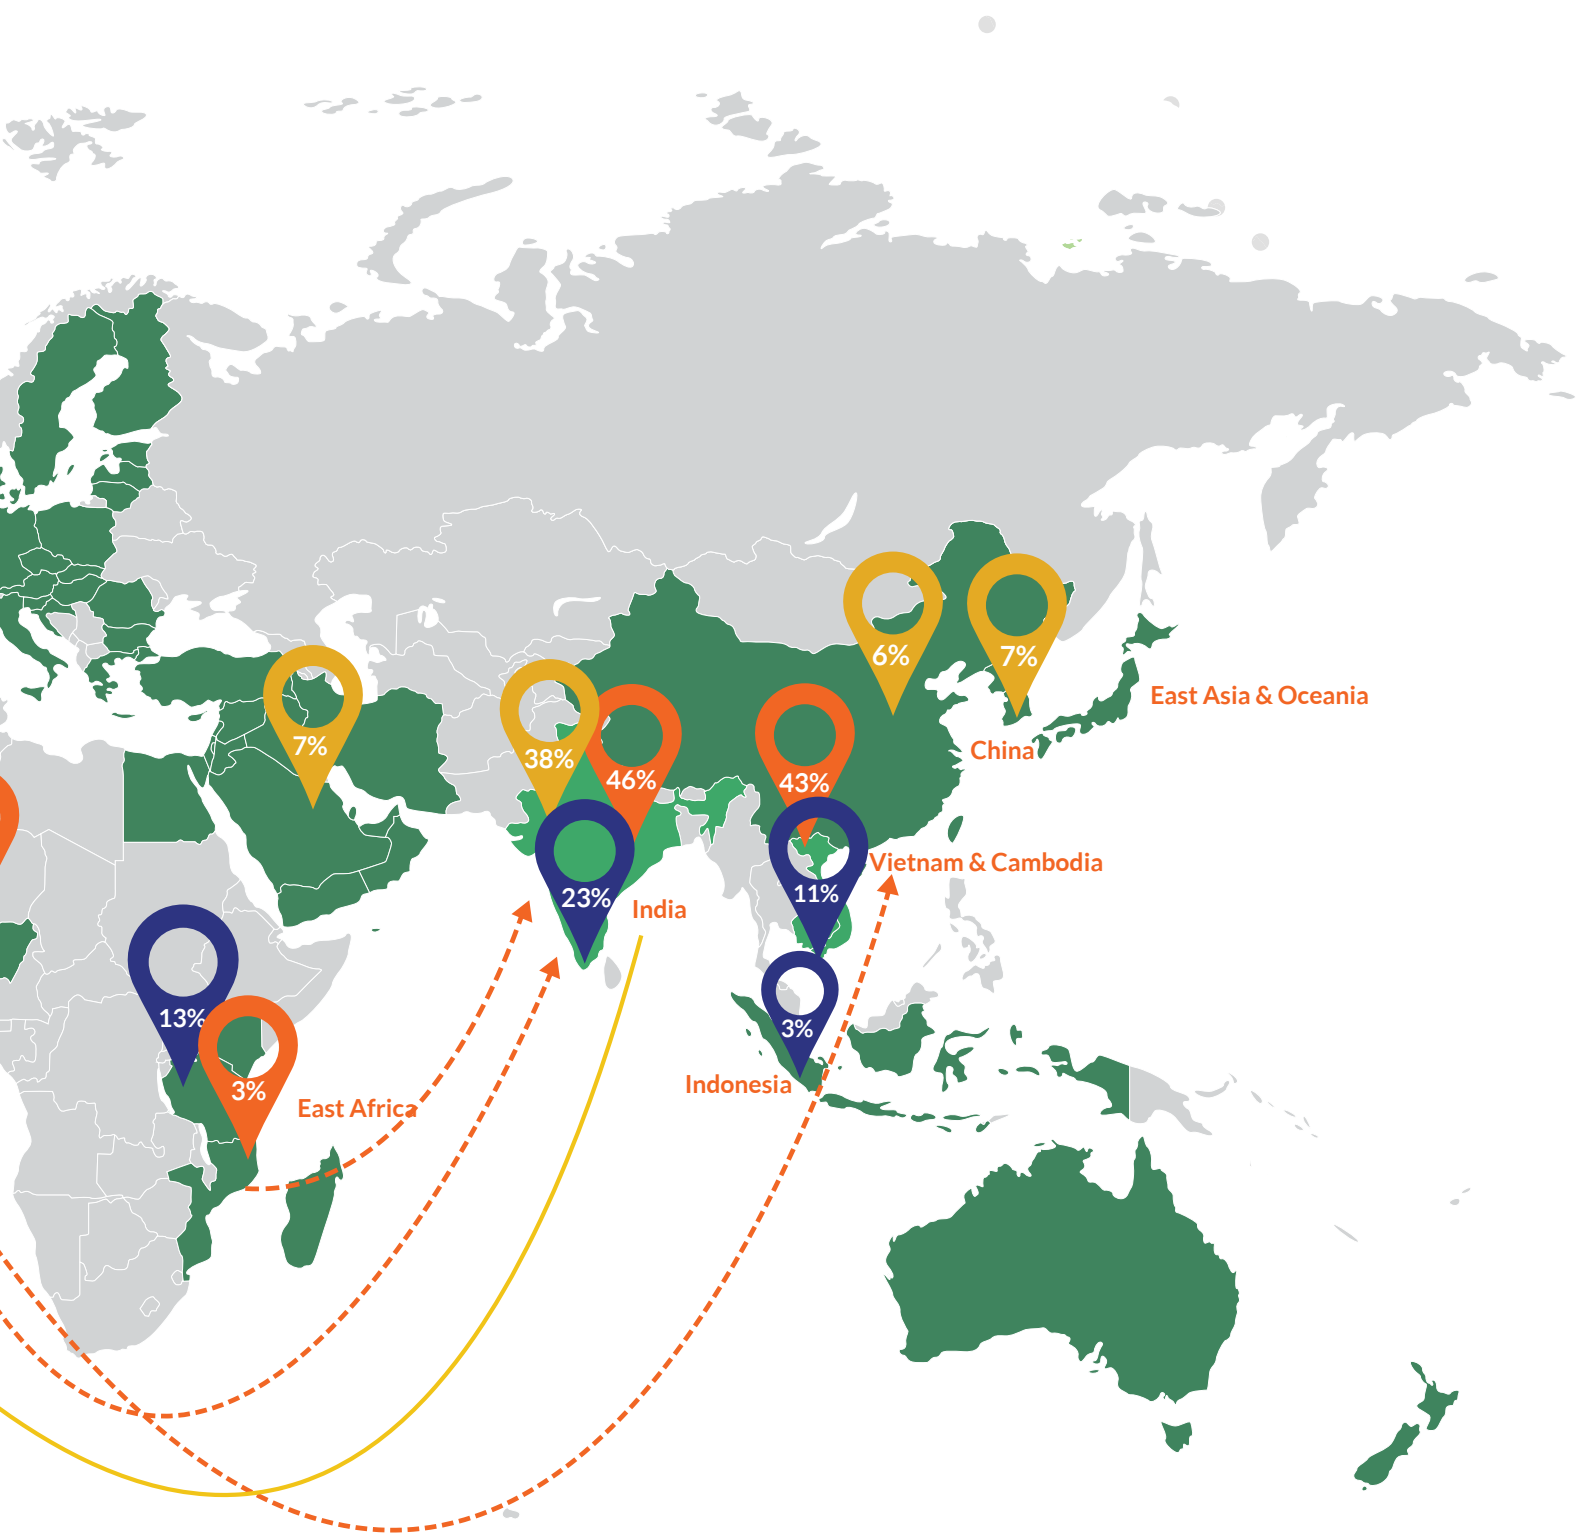 6%
7%
East Asia & Oceania
7%
38%
China
46%
43%
Vietnam & Cambodia
11%
23%
India
13%
3%
Indonesia
3%
East Africa